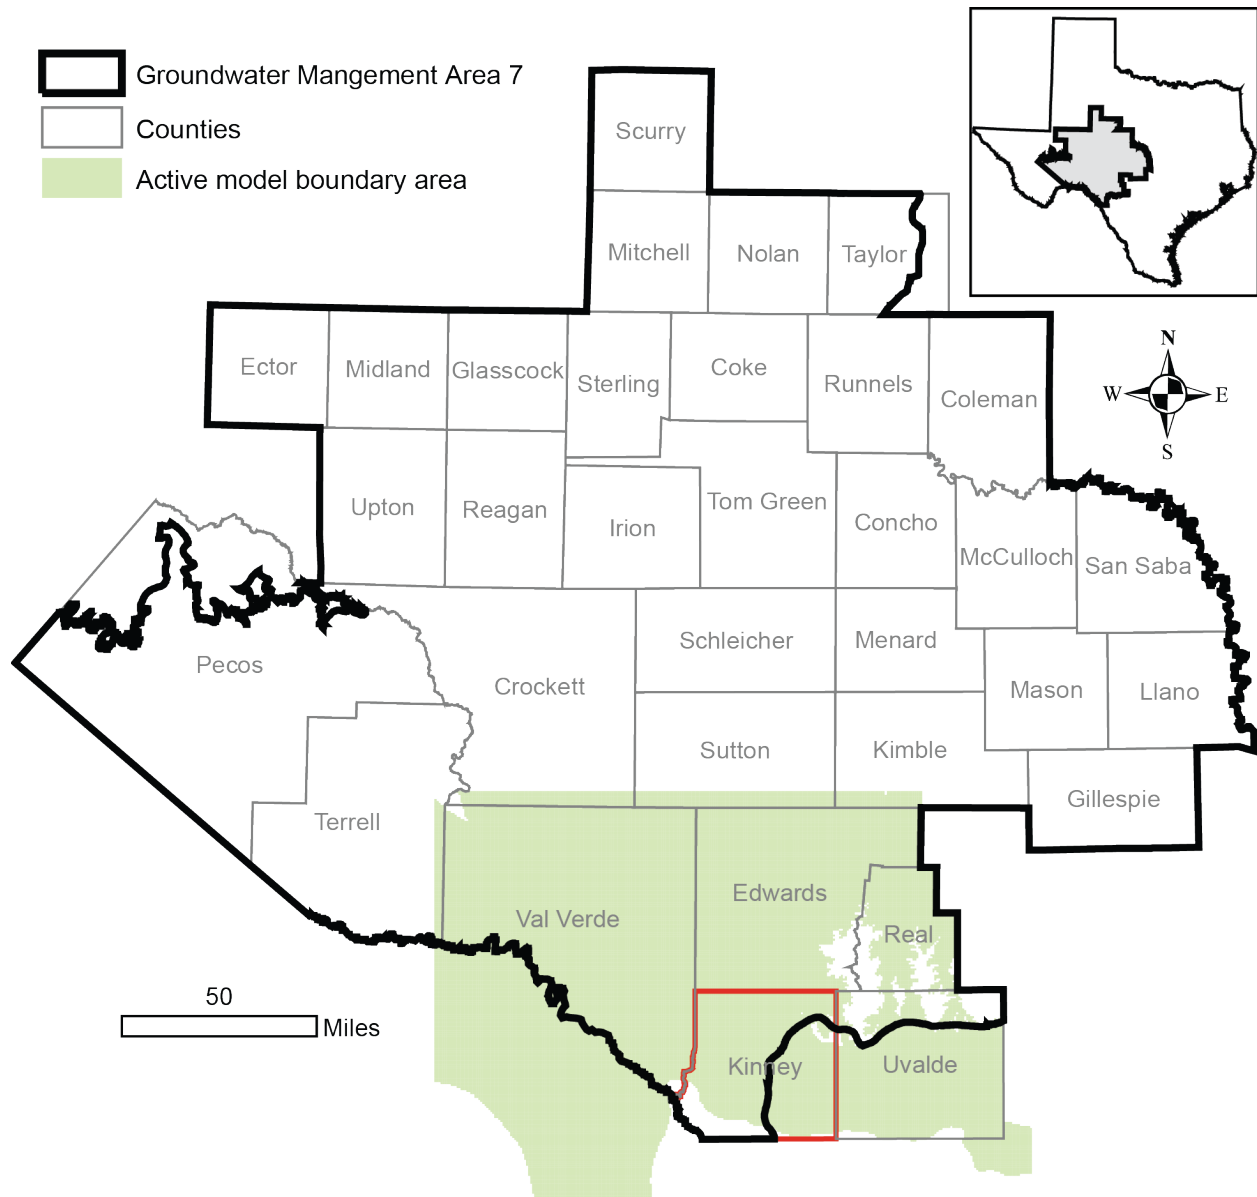 Groundwater Mangement Area 7
Counties
Active model boundary area
Scurry
Mitchell
Nolan
Taylor
Ector
Midland
Glasscock
Sterling
Coke
Runnels
Coleman
N
W
E
S
Upton
Reagan
Irion
Tom Green
Concho
McCulloch
San Saba
Pecos
Crockett
Schleicher
Menard
Mason
Llano
Sutton
Kimble
Gillespie
Terrell
Val Verde
Edwards
Real
Kinney
Uvalde
50
Miles